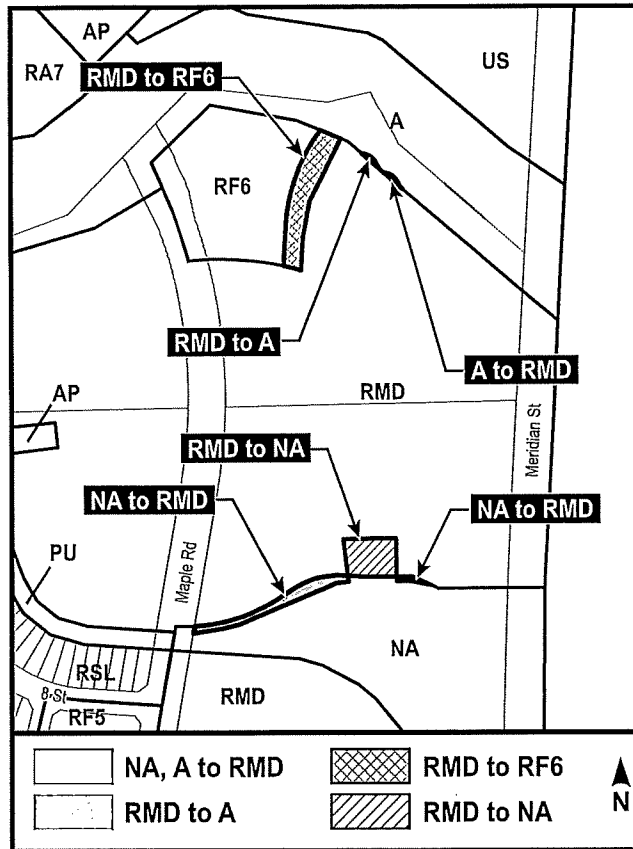 AP
US
RA7
RMD to RF6
A
RF6
RMD to A
A to RMD
AP
RMD
RMD to NA
Meridian St
NA to RMD
NA to RMD
PU
Maple Rd
NA
RSL
RMD
8 St
RF5
NA, A to RMD
RMD to RF6
RMD to A
RMD to NA
N